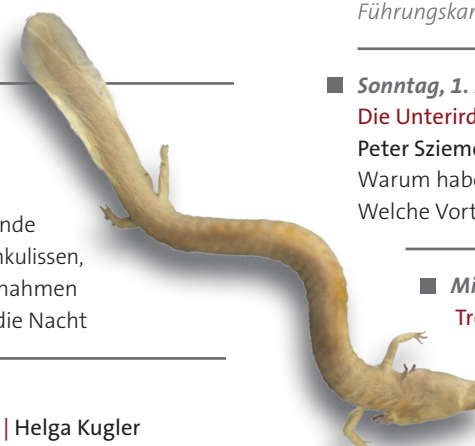 nde
nkulissen,
nahmen
die Nacht
| Helga Kugler
Führungskar
Sonntag, 1.
Die Unterird
Peter Szieme
Warum habe
Welche Vort
Mi
Tr